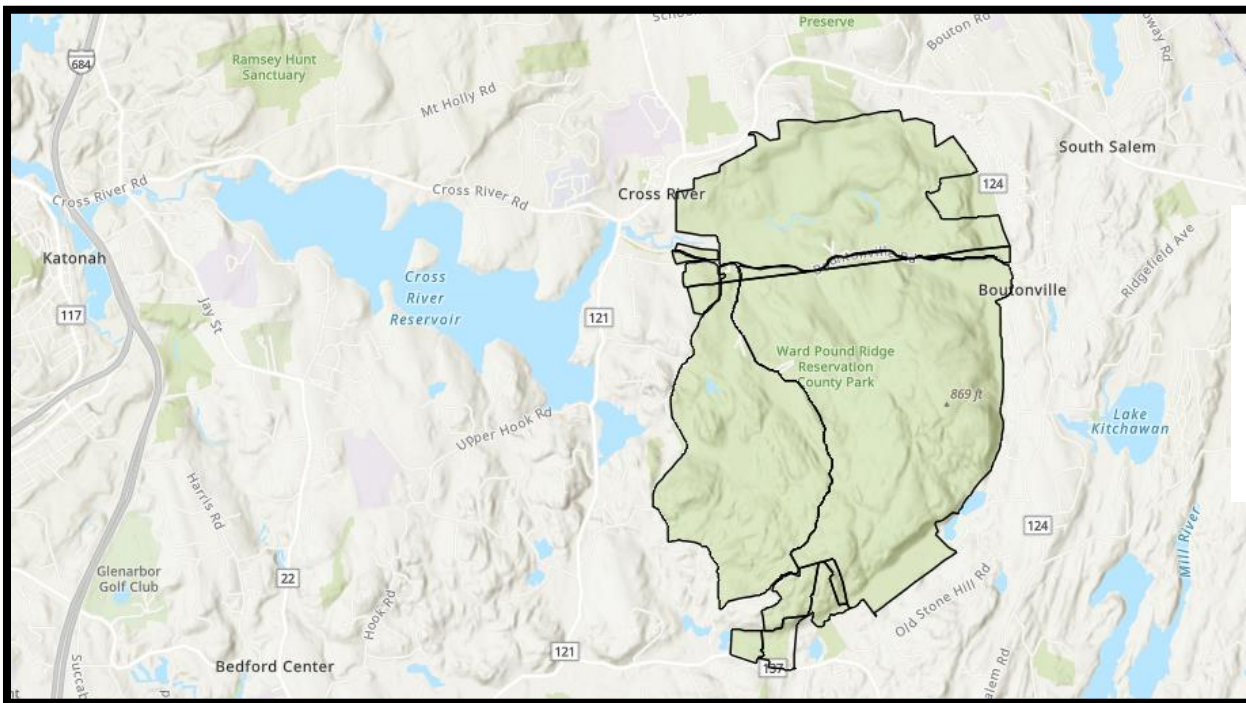 Preserve
Bouton Rd
684
Ramsey Hunt
Sanctuary
Mt Holly Rd
South Salem
124
Cross River Rd
Cross River Rd
Cross River
Ridgefield Ave
Katonah
Cross
River
Reservoir
Boutonville
117
Jay St
121
Ward Pound Ridge
Reservation
County Park
869 ft
Lake
Kitchawan
Upper Hook Rd
Harris Rd
124
Mill River
Glenarbor
Golf Club
22
Hook Rd
Old Stone Hill Rd
121
Bedford Center
137